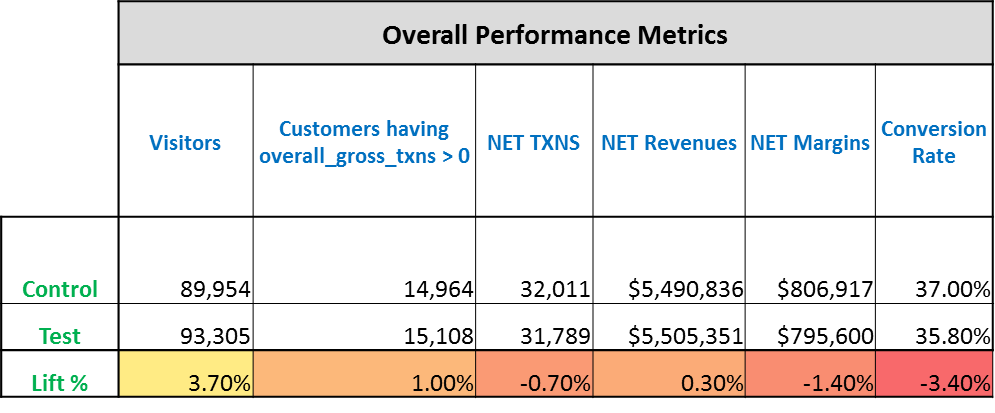 Overall Performance Metrics
Visitors
Customers having
overall_gross_txns > 0
NET TXNS
NET Revenues
NET Margins
Conversion
Rate
Control 89,954 14,964 32,011 $5,490,836 $806,917 37.00%
Test 93,305 15,108 31,789 $5,505,351 $795,600 35.80%
Lift % 3.70% 1.00% -0.70% 0.30% -1.40% -3.40%